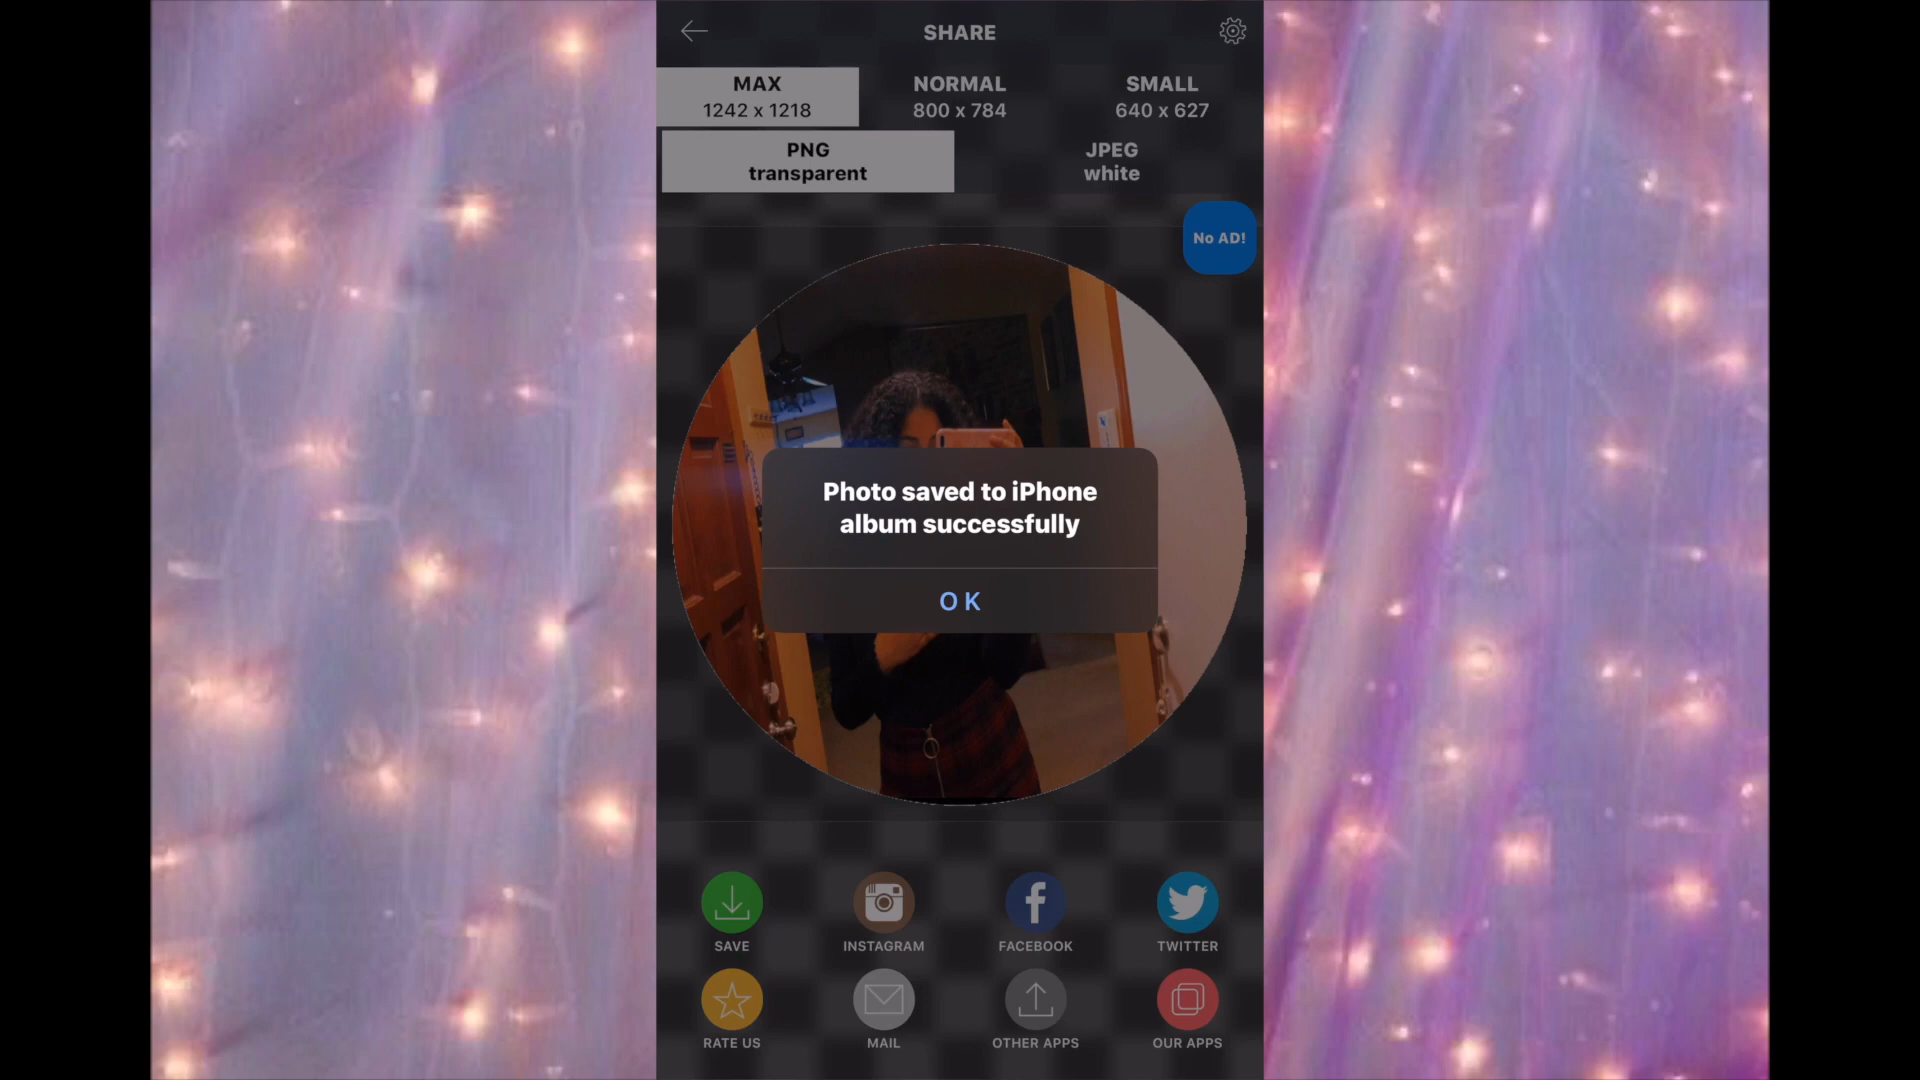 SHARE
MAX
1242 x 1218
NORMAL
800 x 784
SMALL
640 x 627
PNG
transparent
JPEG
white
No AD!
Photo saved to iPhone
album successfully
OK
SAVE
INSTAGRAM
FACEBOOK
TWITTER
RATE US
MAIL
OTHER APPS
OUR APPS